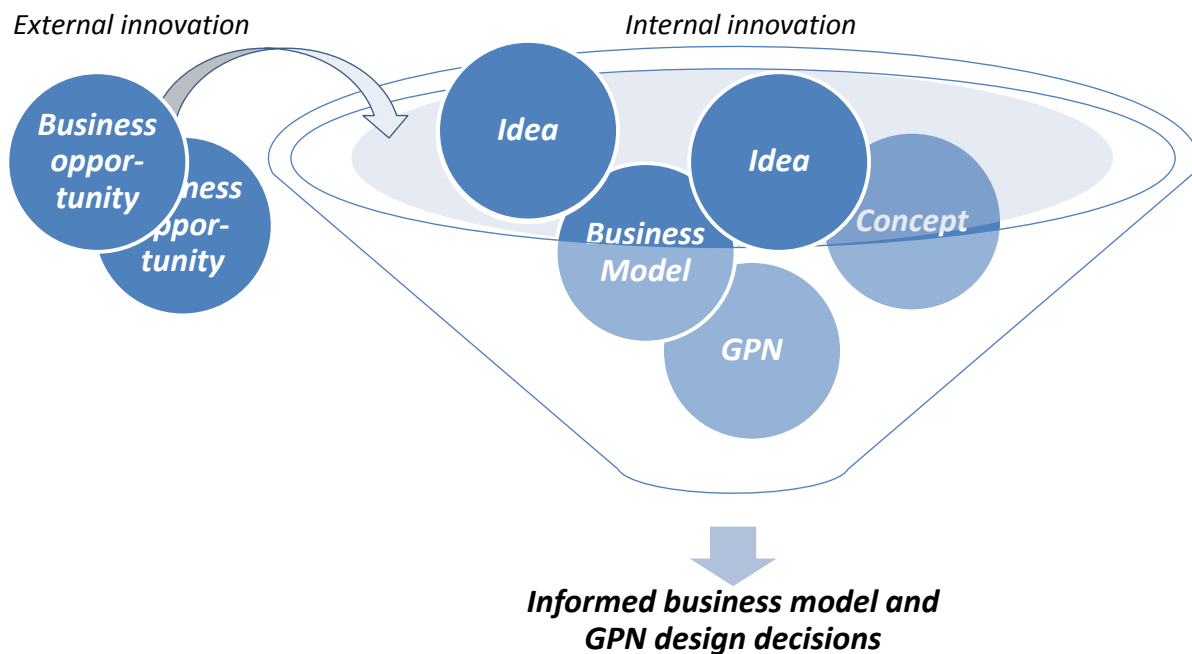 External innovation
Internal innovation
Business
oppor-
tunity
ness
oppor-
tunity
Idea
Idea
Business
Model
Concept
GPN
Informed business model and
GPN design decisions